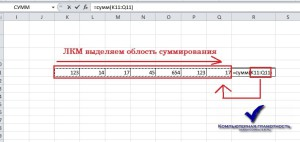 СУММ
=сумм(K11:Q11)
K L M N O P Q R S
ЛКМ выделяем облость суммирования
123 14 17 45 654 123 17 =сумм(K11:Q11)
Компьютерная грамотность